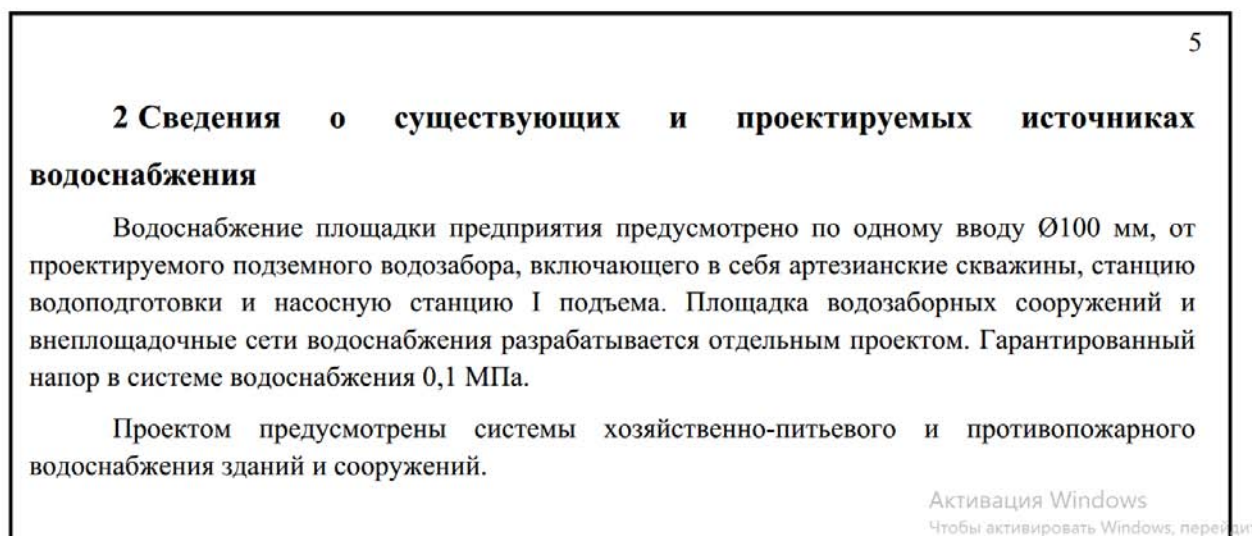 5
2 Сведения о существующих и проектируемых источниках
водоснабжения
Водоснабжение площадки предприятия предусмотрено по одному вводу Ø100 мм, от
проектируемого подземного водозабора, включающего в себя артезианские скважины, станцию
водоподготовки и насосную станцию I подъема. Площадка водозаборных сооружений и
внеплощадочные сети водоснабжения разрабатывается отдельным проектом. Гарантированный
напор в системе водоснабжения 0,1 МПа.
Проектом предусмотрены системы хозяйственно-питьевого и противопожарного
водоснабжения зданий и сооружений.
Активация Windows
Чтобы активировать Windows, перейди